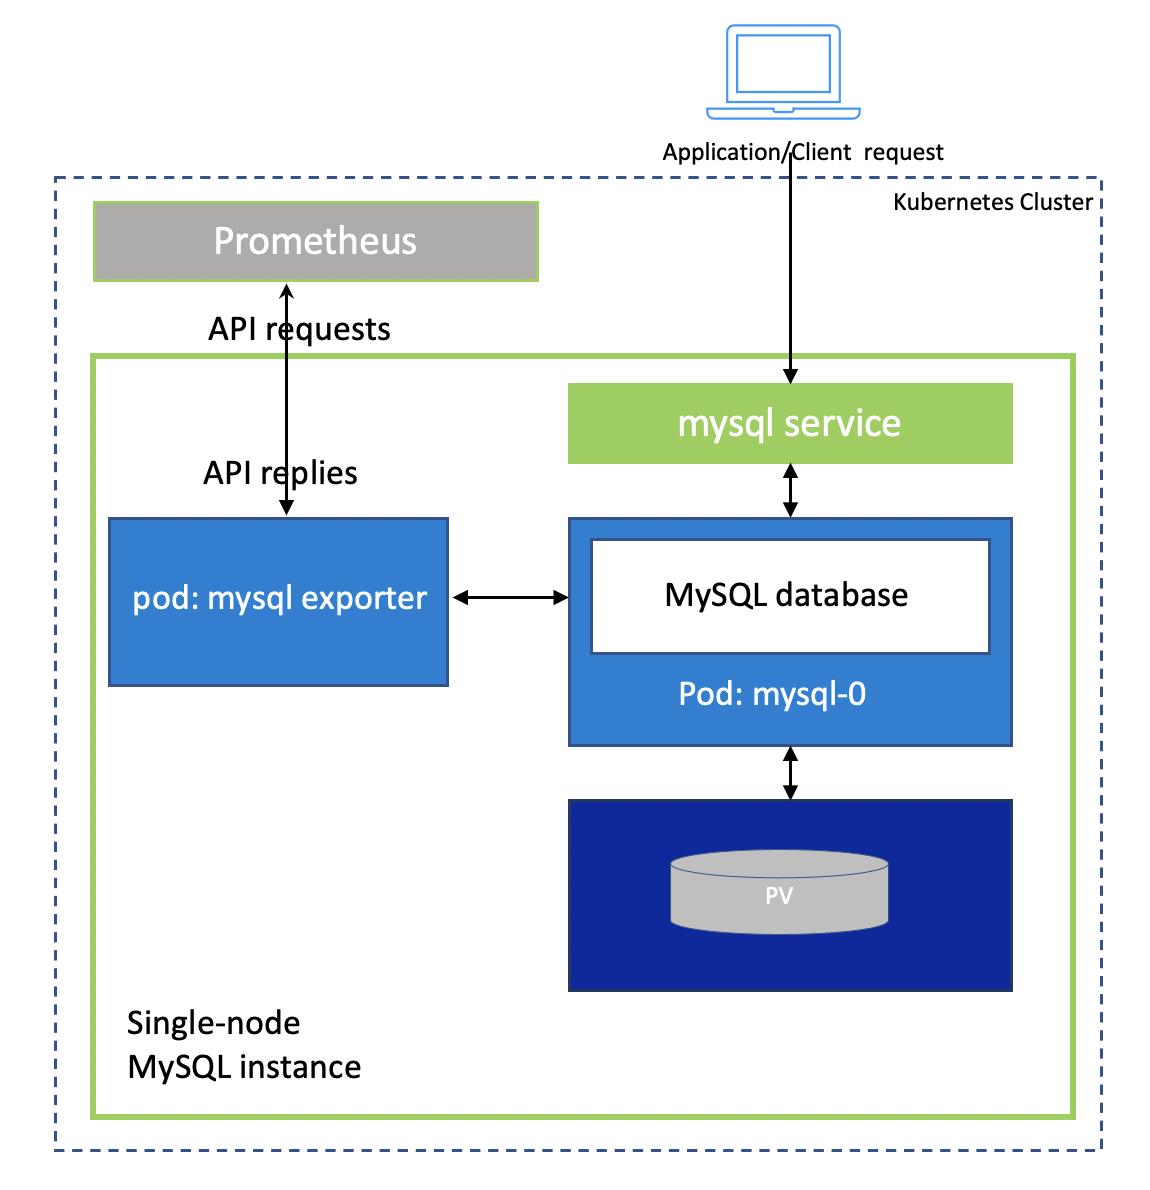 Application/Client  request
Kubernetes Cluster
Prometheus
API requests
mysql service
API replies
pod: mysql exporter
MySQL database
Pod: mysql-0
PV
Single-node
MySQL instance